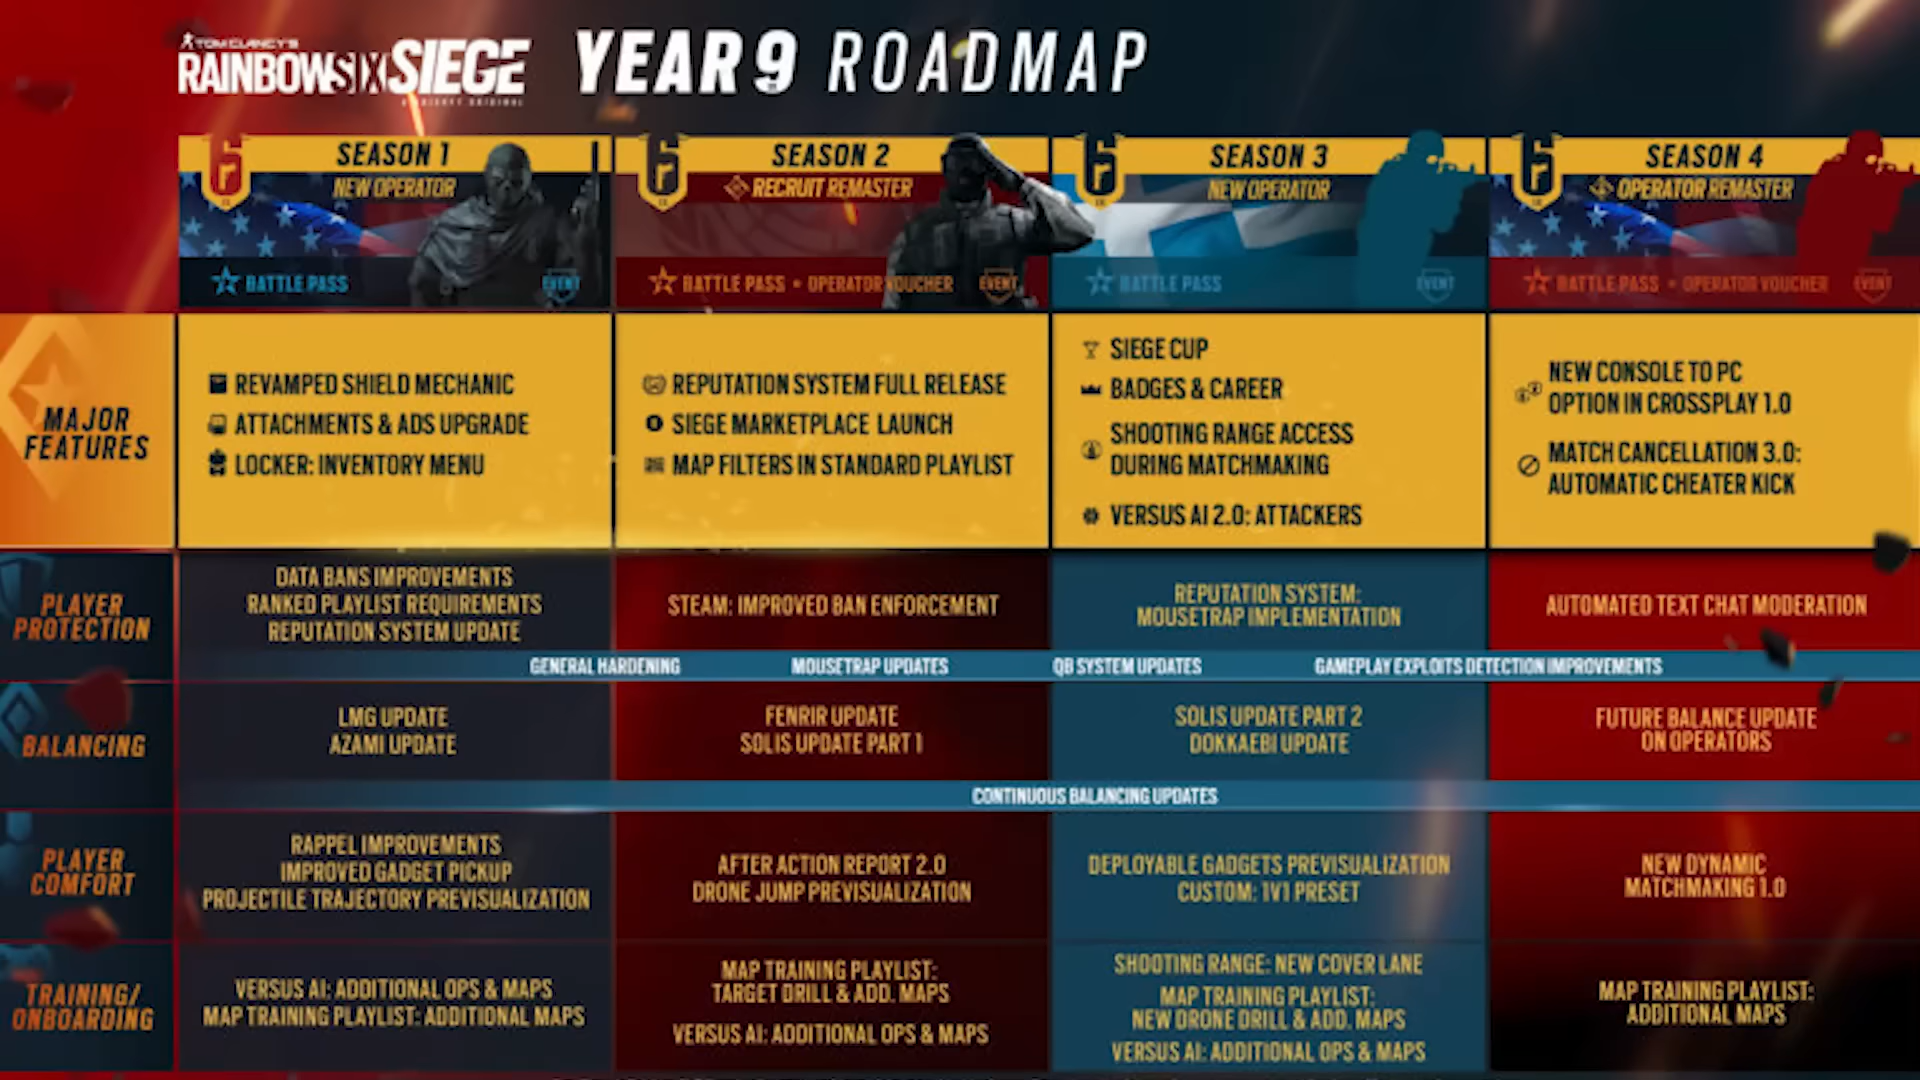 TOM CLANCY'S
RAINBOWSIX SIEGE
YEAR 9 ROADMAP
SEASON 1
NEW OPERATOR
BATTLE PASS
EVENT
SEASON 2
RECRUIT REMASTER
BATTLE PASS • OPERATOR VOUCHER
EVENT
SEASON 3
NEW OPERATOR
BATTLE PASS
EVENT
SEASON 4
OPERATOR REMASTER
BATTLE PASS • OPERATOR VOUCHER
EVENT
MAJOR
FEATURES
REVAMPED SHIELD MECHANIC
ATTACHMENTS & ADS UPGRADE
LOCKER: INVENTORY MENU
REPUTATION SYSTEM FULL RELEASE
SIEGE MARKETPLACE LAUNCH
MAP FILTERS IN STANDARD PLAYLIST
SIEGE CUP
BADGES & CAREER
SHOOTING RANGE ACCESS
DURING MATCHMAKING
VERSUS AI 2.0: ATTACKERS
NEW CONSOLE TO PC
OPTION IN CROSSPLAY 1.0
MATCH CANCELLATION 3.0:
AUTOMATIC CHEATER KICK
PLAYER
PROTECTION
DATA BANS IMPROVEMENTS
RANKED PLAYLIST REQUIREMENTS
REPUTATION SYSTEM UPDATE
STEAM: IMPROVED BAN ENFORCEMENT
REPUTATION SYSTEM:
MOUSETRAP IMPLEMENTATION
AUTOMATED TEXT CHAT MODERATION
GENERAL HARDENING
MOUSETRAP UPDATES
QB SYSTEM UPDATES
GAMEPLAY EXPLOITS DETECTION IMPROVEMENTS
BALANCING
LMG UPDATE
AZAMI UPDATE
FENRIR UPDATE
SOLIS UPDATE PART 1
SOLIS UPDATE PART 2
DOKKAEBI UPDATE
FUTURE BALANCE UPDATE
ON OPERATORS
CONTINUOUS BALANCING UPDATES
PLAYER
COMFORT
RAPPEL IMPROVEMENTS
IMPROVED GADGET PICKUP
PROJECTILE TRAJECTORY PREVISUALIZATION
AFTER ACTION REPORT 2.0
DRONE JUMP PREVISUALIZATION
DEPLOYABLE GADGETS PREVISUALIZATION
CUSTOM: 1V1 PRESET
NEW DYNAMIC
MATCHMAKING 1.0
TRAINING/
ONBOARDING
VERSUS AI: ADDITIONAL OPS & MAPS
MAP TRAINING PLAYLIST: ADDITIONAL MAPS
MAP TRAINING PLAYLIST:
TARGET DRILL & ADD. MAPS
VERSUS AI: ADDITIONAL OPS & MAPS
SHOOTING RANGE: NEW COVER LANE
MAP TRAINING PLAYLIST:
NEW DRONE DRILL & ADD. MAPS
VERSUS AI: ADDITIONAL OPS & MAPS
MAP TRAINING PLAYLIST:
ADDITIONAL MAPS